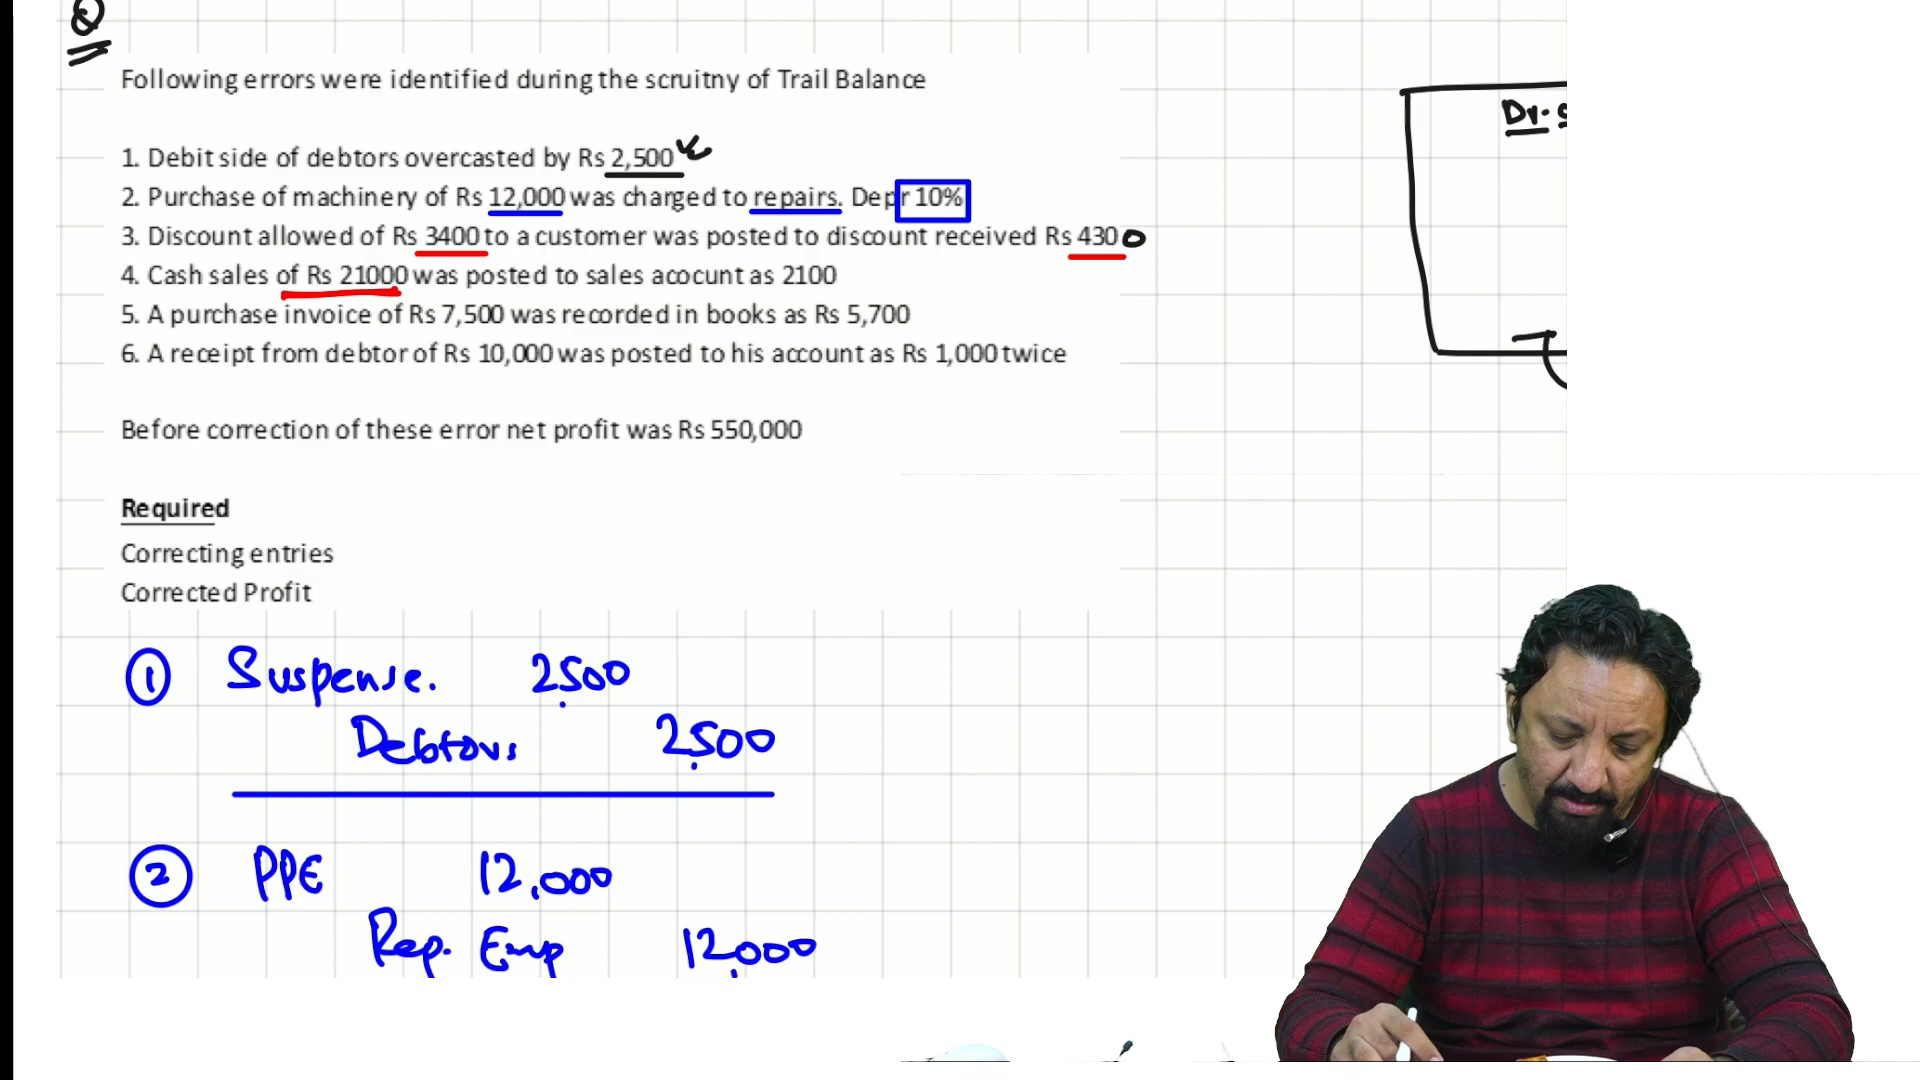 Q
Following errors were identified during the scruitny of Trail Balance
1. Debit side of debtors overcasted by Rs 2,500
2. Purchase of machinery of Rs 12,000 was charged to repairs. Depr 10%
3. Discount allowed of Rs 3400 to a customer was posted to discount received Rs 4300
4. Cash sales of Rs 21000 was posted to sales acocunt as 2100
5. A purchase invoice of Rs 7,500 was recorded in books as Rs 5,700
6. A receipt from debtor of Rs 10,000 was posted to his account as Rs 1,000 twice
Before correction of these error net profit was Rs 550,000
Required
Correcting entries
Corrected Profit
Dr.
1 Suspense. 2500
Debtors 2500
2 PPE 12,000
Rep. Exp 12,000